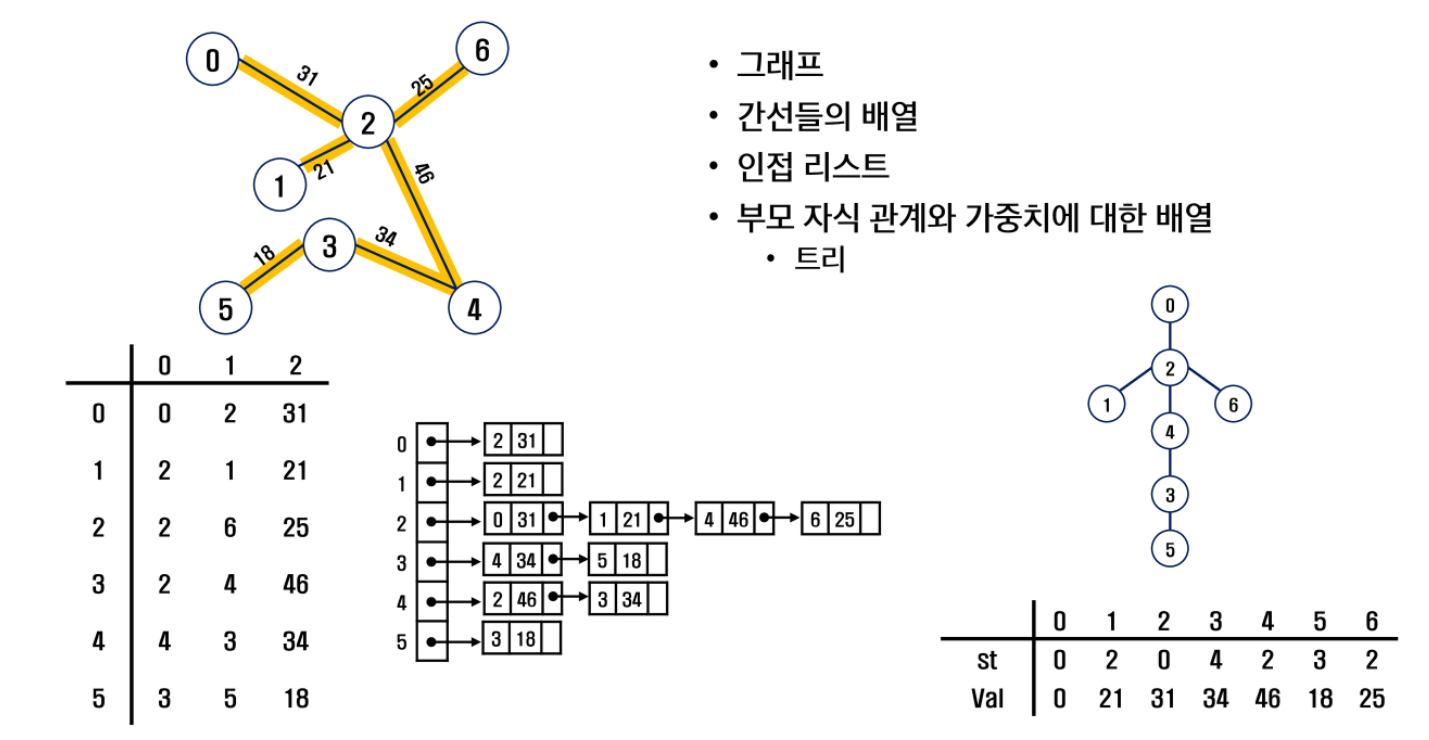 0
6
31
25
2
1
21
46
3
34
18
5
4
• 그래프
• 간선들의 배열
• 인접 리스트
• 부모 자식 관계와 가중치에 대한 배열
• 트리
0 1 2
0 0 2 31
1 2 1 21
2 2 6 25
3 2 4 46
4 4 3 34
5 3 5 18
0 2 31
1 2 21
2 0 31 1 21 4 46 6 25
3 4 34 5 18
4 2 46 3 34
5 3 18
0
2
1 6
4
3
5
0 1 2 3 4 5 6
st 0 2 0 4 2 3 2
Val 0 21 31 34 46 18 25